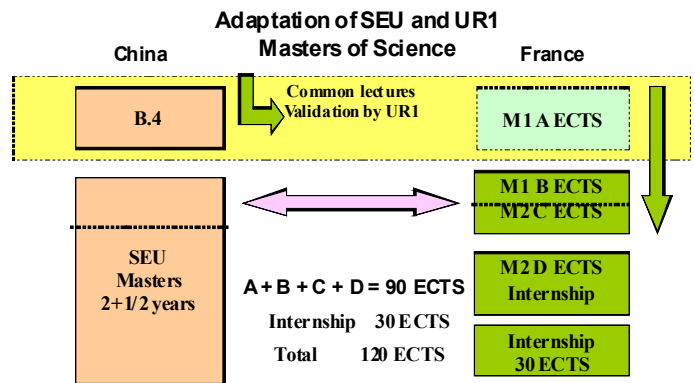 Adaptation of SEU and UR1
Masters of Science
China
France
B.4
Common lectures
Validation by UR1
M1 A ECTS
M1 B ECTS
M2 C ECTS
SEU
Masters
2+1/2 years
A + B + C + D = 90 ECTS
Internship 30 ECTS
Total 120 ECTS
M2 D ECTS
Internship
Internship
30 ECTS